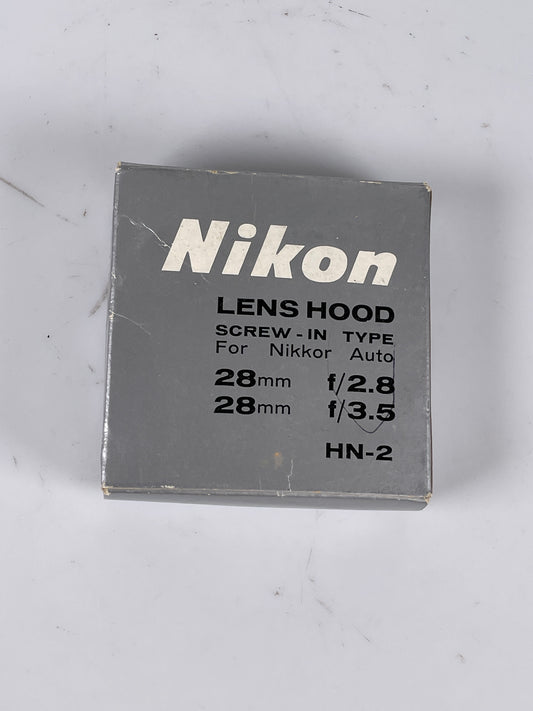 Nikon
LENS HOOD
SCREW-IN TYPE
For Nikkor Auto
28mm f/2.8
28mm f/3.5
HN-2